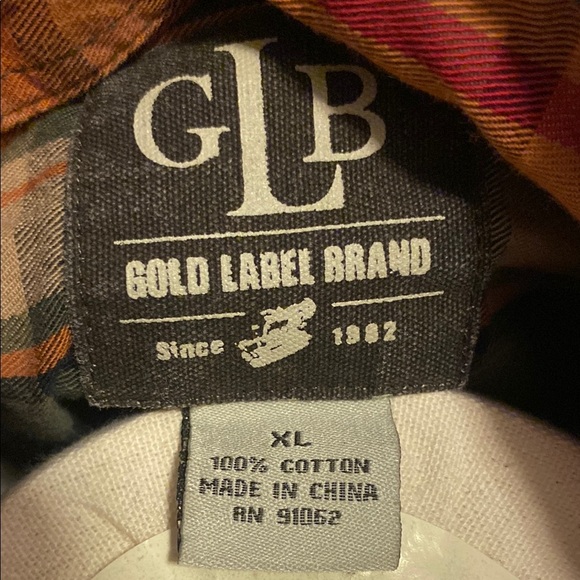 GLB
GOLD LABEL BRAND
Since 1982
XL
100% COTTON
MADE IN CHINA
RN 91062